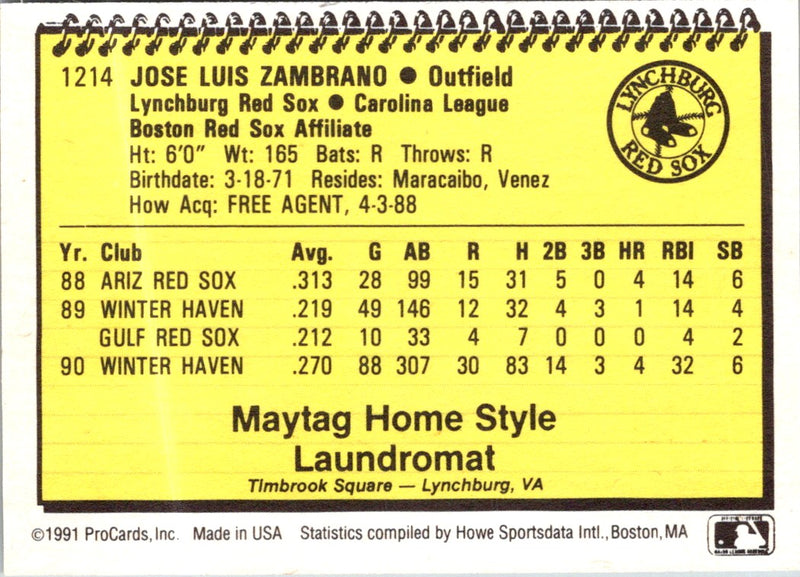 1214 JOSE LUIS ZAMBRANO ● Outfield
Lynchburg Red Sox ● Carolina League
Boston Red Sox Affiliate
Ht: 6'0" Wt: 165 Bats: R Throws: R
Birthdate: 3-18-71 Resides: Maracaibo, Venez
How Acq: FREE AGENT, 4-3-88
LYNCHBURG
RED SOX
Yr. Club Avg. G AB R H 2B 3B HR RBI SB
88 ARIZ RED SOX .313 28 99 15 31 5 0 4 14 6
89 WINTER HAVEN .219 49 146 12 32 4 3 1 14 4
GULF RED SOX .212 10 33 4 7 0 0 0 4 2
90 WINTER HAVEN .270 88 307 30 83 14 3 4 32 6
Maytag Home Style
Laundromat
Timbrook Square — Lynchburg, VA
©1991 ProCards, Inc. Made in USA Statistics compiled by Howe Sportsdata Intl., Boston, MA